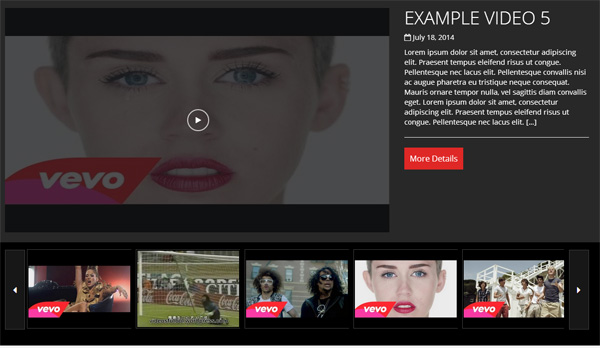 EXAMPLE VIDEO 5
July 18, 2014
Lorem ipsum dolor sit amet, consectetur adipiscing
elit. Praesent tempus eleifend risus ut congue.
Pellentesque nec lacus elit. Pellentesque convallis nisi
ac augue pharetra eu tristique neque consequat.
Mauris ornare tempor nulla, vel sagittis diam convallis
eget. Lorem ipsum dolor sit amet, consectetur
adipiscing elit. Praesent tempus eleifend risus ut
congue. Pellentesque nec lacus elit. [...]
More Details
vevo
vevo
Coca-Cola
vevo
vevo
vevo